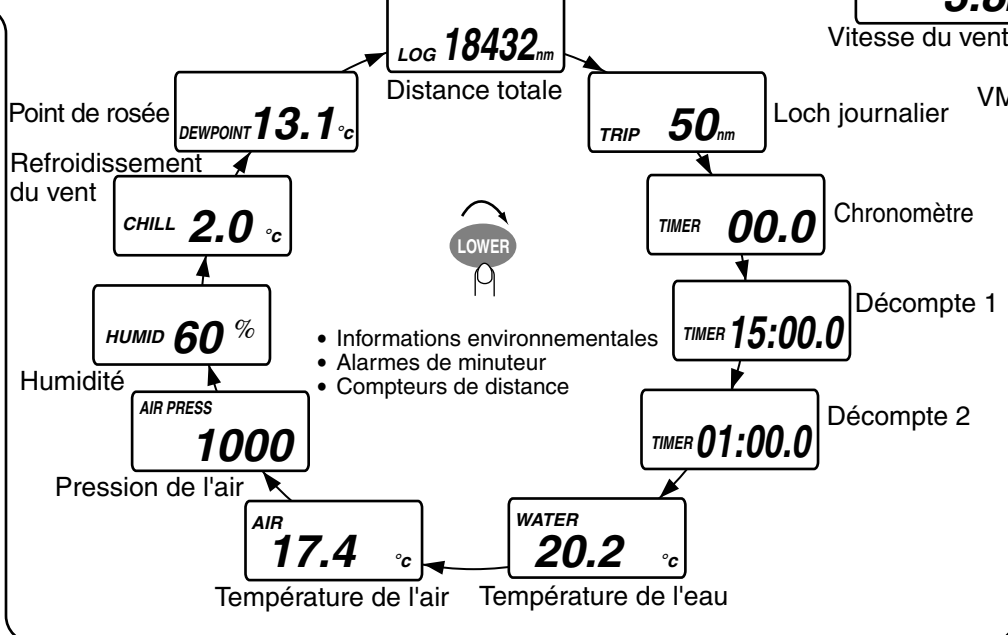 LOG 18432nm
Distance totale
Vitesse du vent
Point de rosée
DEWPOINT 13.1°c
TRIP 50nm
Loch journalier
Refroidissement
du vent
CHILL 2.0 °c
LOWER
TIMER 00.0
Chronomètre
HUMID 60 %
Humidité
• Informations environnementales
• Alarmes de minuteur
• Compteurs de distance
TIMER 15:00.0
Décompte 1
AIR PRESS
1000
Pression de l'air
TIMER 01:00.0
Décompte 2
AIR
17.4 °c
Température de l'air
WATER
20.2 °c
Température de l'eau